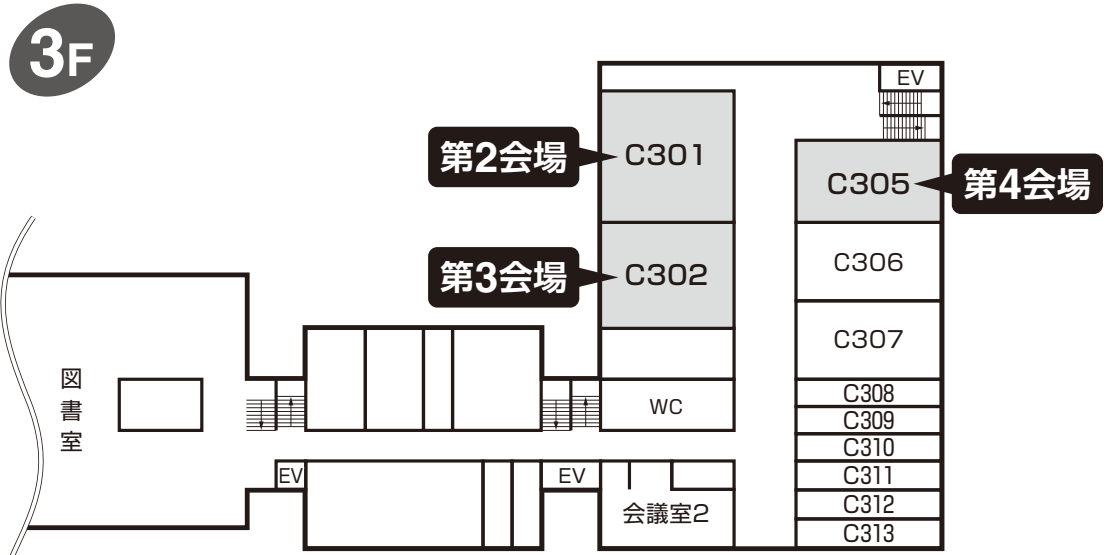 3F
EV
第2会場
C301
C305
第4会場
第3会場
C302
C306
C307
図書室
WC
C308
C309
C310
EV
EV
C311
会議室2
C312
C313